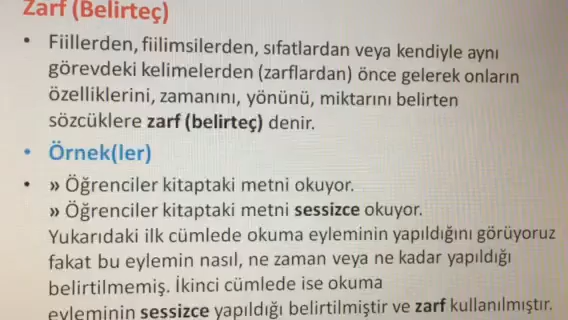 Zarf (Belirteç)
• Fiillerden, fiilimsilerden, sıfatlardan veya kendiyle aynı
görevdeki kelimelerden (zarflardan) önce gelerek onların
özelliklerini, zamanını, yönünü, miktarını belirten
sözcüklere zarf (belirteç) denir.
• Örnek(ler)
• » Öğrenciler kitaptaki metni okuyor.
» Öğrenciler kitaptaki metni sessizce okuyor.
Yukarıdaki ilk cümlede okuma eyleminin yapıldığını görüyoruz
fakat bu eylemin nasıl, ne zaman veya ne kadar yapıldığı
belirtilmemiş. İkinci cümlede ise okuma
eyleminin sessizce yapıldığı belirtilmiştir ve zarf kullanılmıştır.